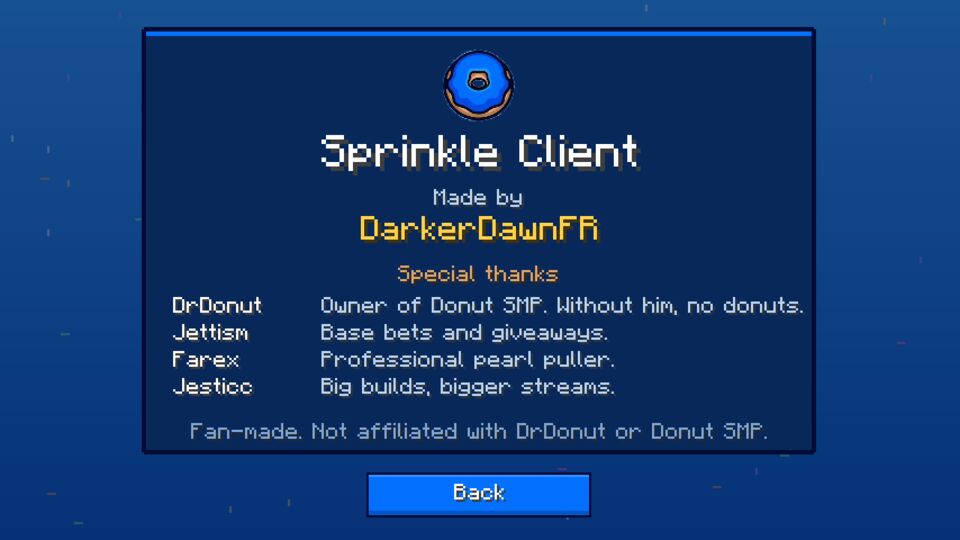 Sprinkle Client
Made by
DarkerDawnFR
Special thanks
DrDonut Owner of Donut SMP. Without him, no donuts.
Jettism Base bets and giveaways.
Farex Professional pearl puller.
Jesticc Big builds, bigger streams.
Fan-made. Not affiliated with DrDonut or Donut SMP.
Back